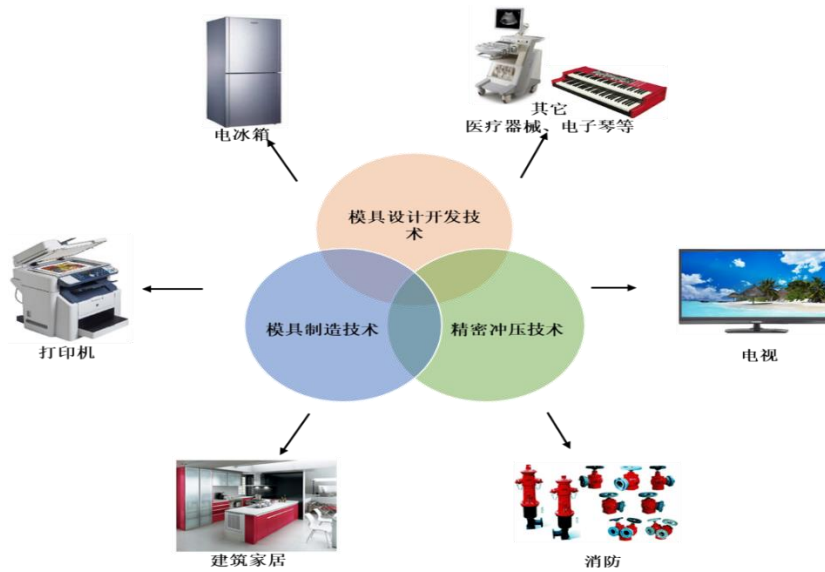 其它
电冰箱
医疗器械、电子琴等
模具设计开发技
术
模具制造技术
精密冲压技术
打印机
电视
建筑家居
消防